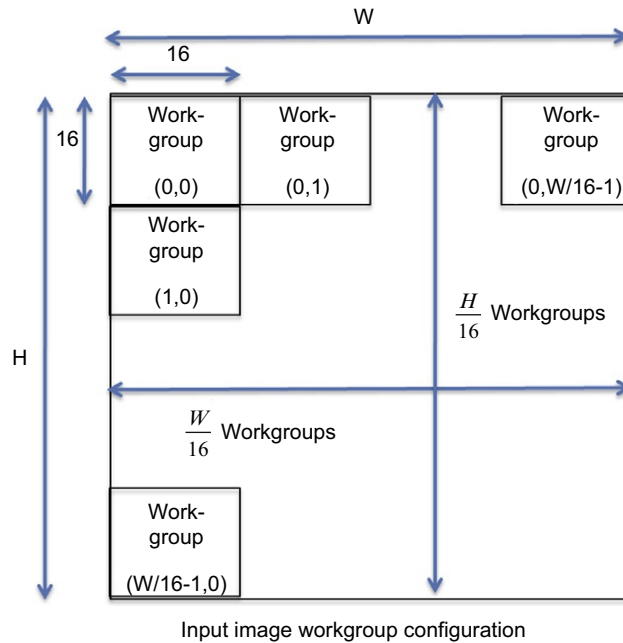 W
16
16
Work-
group
(0,0)
Work-
group
(0,1)
Work-
group
(0,W/16-1)
Work-
group
(1,0)
H
H/16 Workgroups
W/16 Workgroups
Work-
group
(W/16-1,0)
Input image workgroup configuration